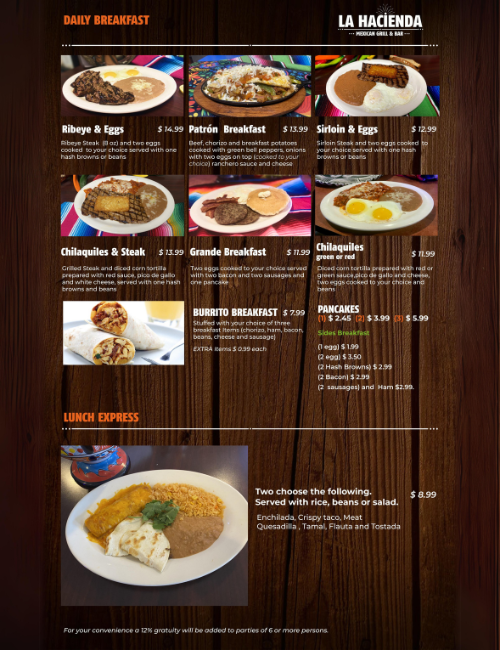 DAILY BREAKFAST
LA HACIENDA
MEXICAN GRILL & BAR
Ribeye & Eggs $ 14.99
Ribeye Steak (8 oz) and two eggs
cooked to your choice served with one
hash browns or beans
Patrón Breakfast $ 13.99
Beef, chorizo and breakfast potatoes
cooked with green bell peppers, onions
with two eggs on top (cooked to your
choice) ranchero sauce and cheese
Sirloin & Eggs $ 12.99
Sirloin Steak and two eggs cooked to
your choice served with one hash
browns or beans
Chilaquiles & Steak $ 13.99
Grilled Steak and diced corn tortilla
prepared with red sauce, pico de gallo
and white cheese, served with one hash
browns and beans
Grande Breakfast $ 11.99
Two eggs cooked to your choice served
with two bacon and two sausages and
one pancake
Chilaquiles
green or red $ 11.99
Diced corn tortilla prepared with red or
green sauce,pico de gallo and cheese,
two eggs cooked to your choice and
beans
BURRITO BREAKFAST $ 7.99
Stuffed with your choice of three
breakfast items (chorizo, ham, bacon,
beans, cheese and sausage)
EXTRA Items $ 0.99 each
PANCAKES
(1) $ 2.45 (2) $ 3.99 (3) $ 5.99
Sides Breakfast
(1 egg) $ 1.99
(2 egg) $ 3.50
(2 Hash Browns) $ 2.99
(2 Bacon) $ 2.99
(2 sausages) and Ham $2.99.
LUNCH EXPRESS
Two choose the following.
Served with rice, beans or salad. $ 8.99
Enchilada, Crispy taco, Meat
Quesadilla , Tamal, Flauta and Tostada
For your convenience a 12% gratuity will be added to parties of 6 or more persons.